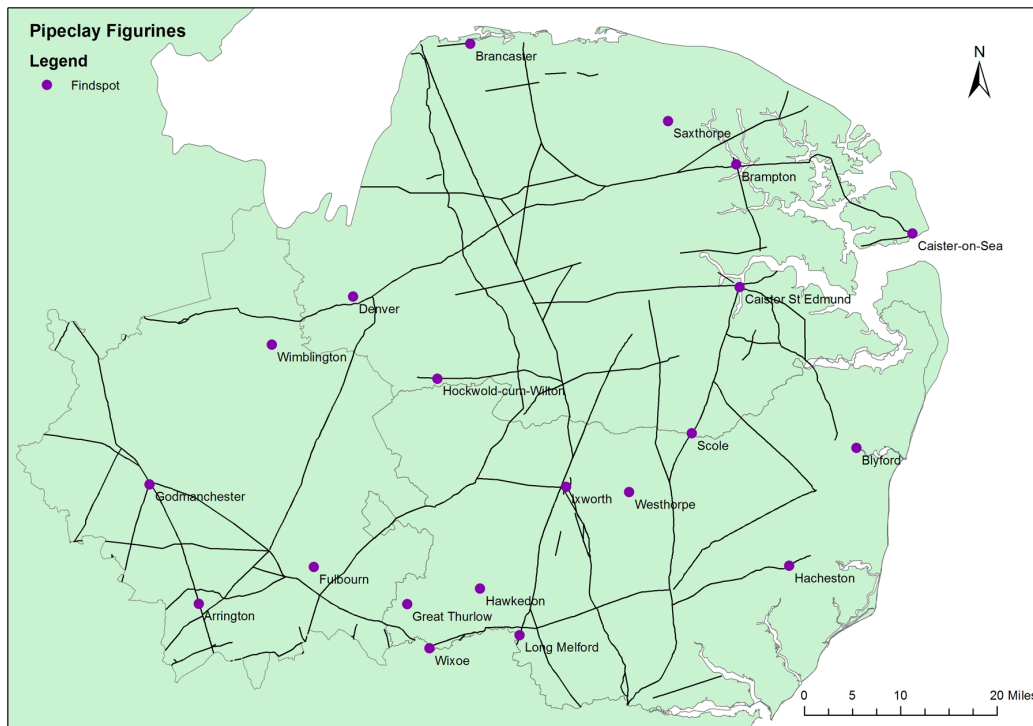 Pipeclay Figurines
Legend
Findspot
N
Brancaster
Saxthorpe
Brampton
Caister-on-Sea
Caistor St Edmund
Denver
Wimblington
Hockwold-cum-Wilton
Scole
Blyford
Godmanchester
Ixworth
Westhorpe
Fulbourn
Hacheston
Hawkedon
Great Thurlow
Arrington
Long Melford
Wixoe
0 5 10 20 Miles